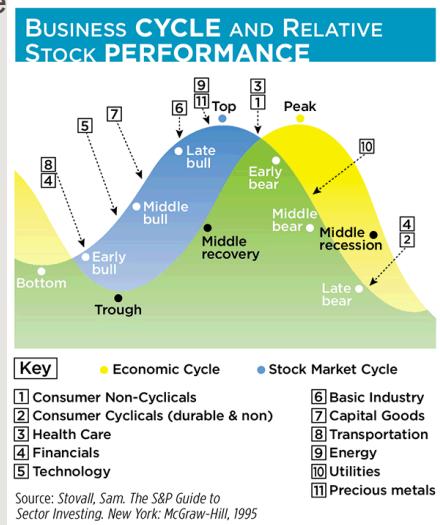 e
BUSINESS CYCLE AND RELATIVE
STOCK PERFORMANCE
9
11
Top
3
1
Peak
6
7
5
10
8
4
Late
bull
Early
bear
Middle
bull
Middle
bear
Middle
recovery
Middle
recession
4
2
Early
bull
Bottom
Trough
Late
bear
Key
Economic Cycle
Stock Market Cycle
1 Consumer Non-Cyclicals
2 Consumer Cyclicals (durable & non)
3 Health Care
4 Financials
5 Technology
6 Basic Industry
7 Capital Goods
8 Transportation
9 Energy
10 Utilities
11 Precious metals
Source: Stovall, Sam. The S&P Guide to
Sector Investing. New York: McGraw-Hill, 1995